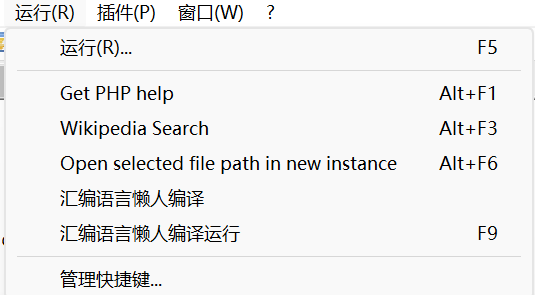 运行(R) 插件(P) 窗口(W) ?
运行(R)... F5
Get PHP help Alt+F1
Wikipedia Search Alt+F3
Open selected file path in new instance Alt+F6
汇编语言懒人编译
汇编语言懒人编译运行 F9
管理快捷键...